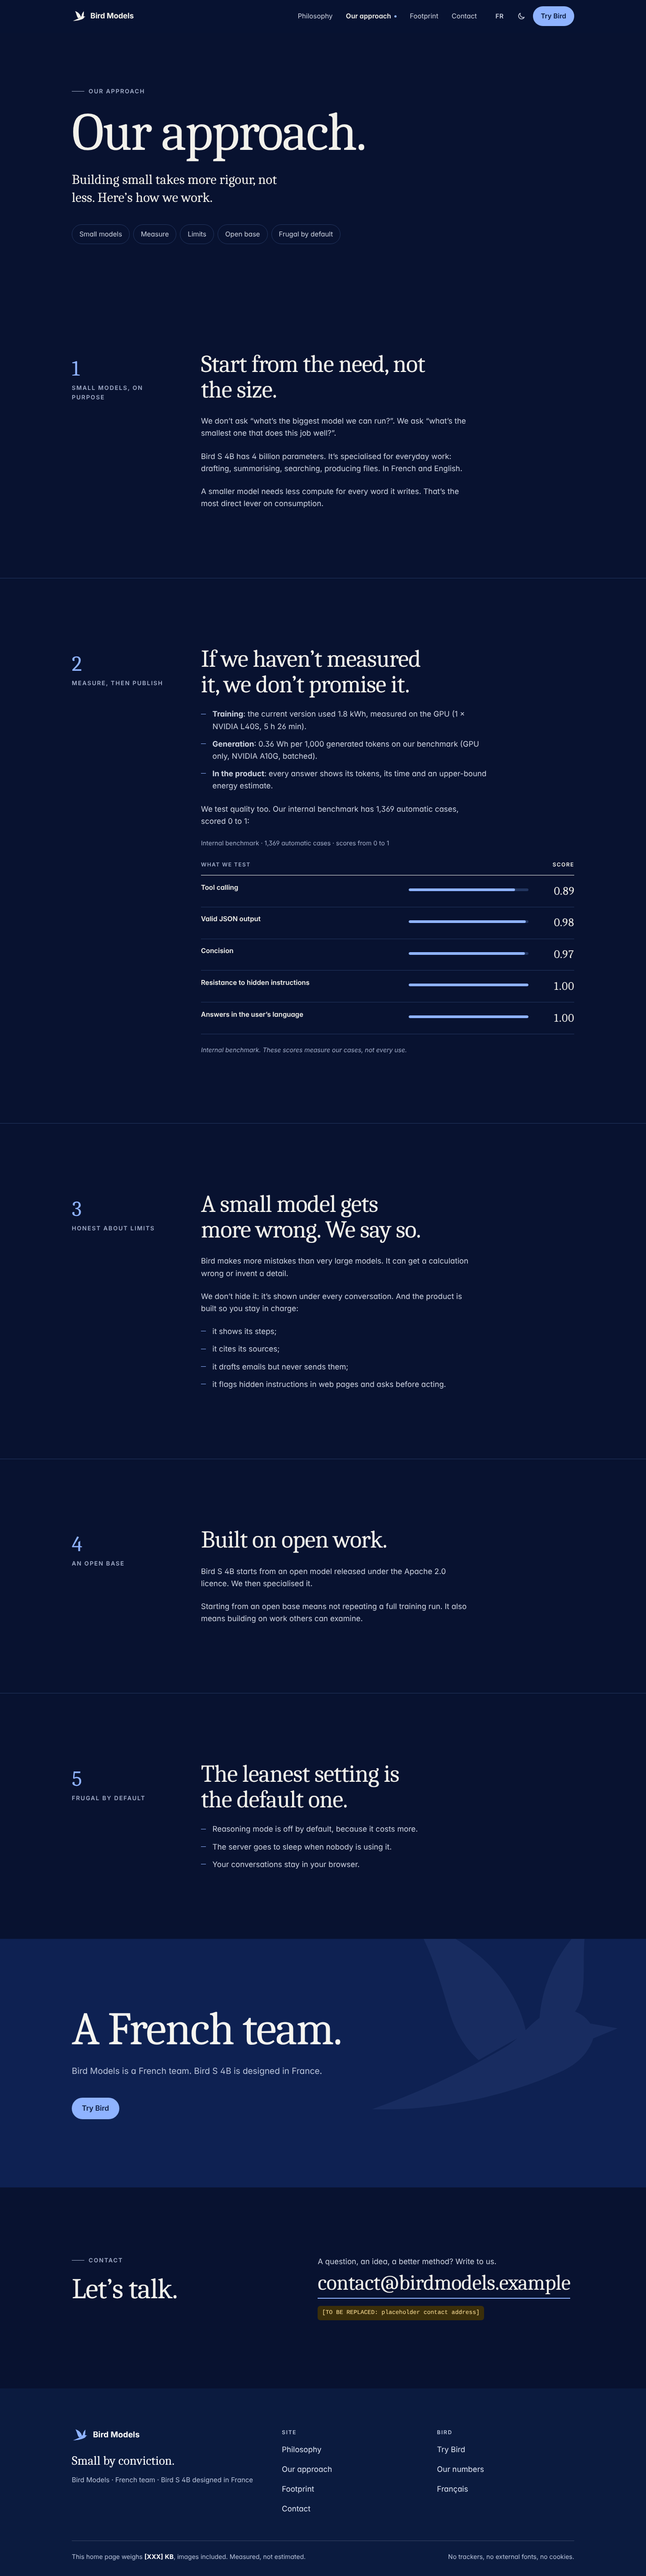 Bird Models
Philosophy
Our approach
Footprint
Contact
FR
Try Bird
OUR APPROACH
Our approach.
Building small takes more rigour, not
less. Here’s how we work.
Small models
Measure
Limits
Open base
Frugal by default
1
SMALL MODELS, ON
PURPOSE
Start from the need, not
the size.
We don’t ask “what’s the biggest model we can run?”. We ask “what’s the
smallest one that does this job well?”.
Bird S 4B has 4 billion parameters. It’s specialised for everyday work:
drafting, summarising, searching, producing files. In French and English.
A smaller model needs less compute for every word it writes. That’s the
most direct lever on consumption.
2
MEASURE, THEN PUBLISH
If we haven’t measured
it, we don’t promise it.
— Training: the current version used 1.8 kWh, measured on the GPU (1 ×
NVIDIA L40S, 5 h 26 min).
— Generation: 0.36 Wh per 1,000 generated tokens on our benchmark (GPU
only, NVIDIA A10G, batched).
— In the product: every answer shows its tokens, its time and an upper-bound
energy estimate.
We test quality too. Our internal benchmark has 1,369 automatic cases,
scored 0 to 1:
Internal benchmark · 1,369 automatic cases · scores from 0 to 1
WHAT WE TEST SCORE
Tool calling 0.89
Valid JSON output 0.98
Concision 0.97
Resistance to hidden instructions 1.00
Answers in the user’s language 1.00
Internal benchmark. These scores measure our cases, not every use.
3
HONEST ABOUT LIMITS
A small model gets
more wrong. We say so.
Bird makes more mistakes than very large models. It can get a calculation
wrong or invent a detail.
We don’t hide it: it’s shown under every conversation. And the product is
built so you stay in charge:
— it shows its steps;
— it cites its sources;
— it drafts emails but never sends them;
— it flags hidden instructions in web pages and asks before acting.
4
AN OPEN BASE
Built on open work.
Bird S 4B starts from an open model released under the Apache 2.0
licence. We then specialised it.
Starting from an open base means not repeating a full training run. It also
means building on work others can examine.
5
FRUGAL BY DEFAULT
The leanest setting is
the default one.
— Reasoning mode is off by default, because it costs more.
— The server goes to sleep when nobody is using it.
— Your conversations stay in your browser.
A French team.
Bird Models is a French team. Bird S 4B is designed in France.
Try Bird
CONTACT
Let’s talk.
A question, an idea, a better method? Write to us.
contact@birdmodels.example
[TO BE REPLACED: placeholder contact address]
Bird Models
Small by conviction.
Bird Models · French team · Bird S 4B designed in France
SITE
Philosophy
Our approach
Footprint
Contact
BIRD
Try Bird
Our numbers
Français
This home page weighs [XXX] KB, images included. Measured, not estimated.
No trackers, no external fonts, no cookies.